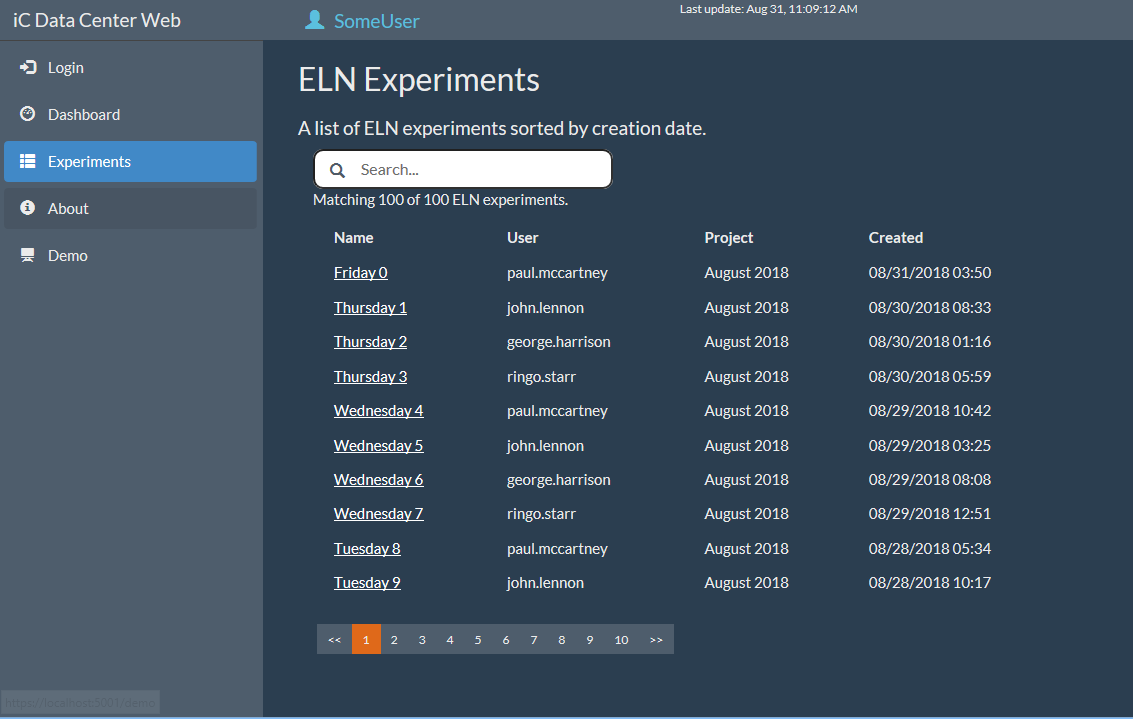 iC Data Center Web
SomeUser
Last update: Aug 31, 11:09:12 AM
Login
Dashboard
Experiments
About
Demo
ELN Experiments
A list of ELN experiments sorted by creation date.
Search...
Matching 100 of 100 ELN experiments.
Name User Project Created
Friday 0 paul.mccartney August 2018 08/31/2018 03:50
Thursday 1 john.lennon August 2018 08/30/2018 08:33
Thursday 2 george.harrison August 2018 08/30/2018 01:16
Thursday 3 ringo.starr August 2018 08/30/2018 05:59
Wednesday 4 paul.mccartney August 2018 08/29/2018 10:42
Wednesday 5 john.lennon August 2018 08/29/2018 03:25
Wednesday 6 george.harrison August 2018 08/29/2018 08:08
Wednesday 7 ringo.starr August 2018 08/29/2018 12:51
Tuesday 8 paul.mccartney August 2018 08/28/2018 05:34
Tuesday 9 john.lennon August 2018 08/28/2018 10:17
<< 1 2 3 4 5 6 7 8 9 10 >>
https://localhost:5001/demo